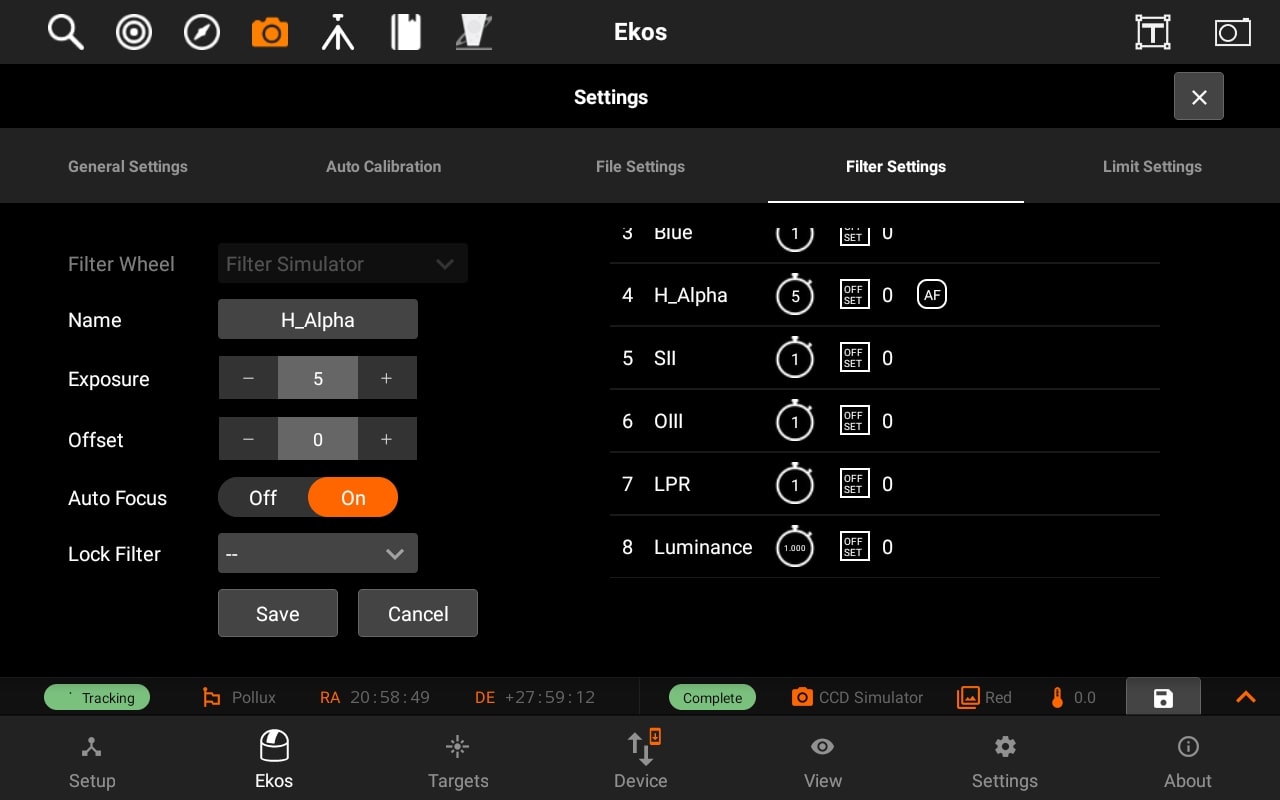 Ekos
Settings
General Settings
Auto Calibration
File Settings
Filter Settings
Limit Settings
Filter Wheel
Filter Simulator
Name
H_Alpha
Exposure
− 5 +
Offset
− 0 +
Auto Focus
Off On
Lock Filter
--
Save
Cancel
3 Blue 1 OFF SET 0
4 H_Alpha 5 OFF SET 0 AF
5 SII 1 OFF SET 0
6 OIII 1 OFF SET 0
7 LPR 1 OFF SET 0
8 Luminance 1.000 OFF SET 0
Tracking
Pollux
RA 20:58:49
DE +27:59:12
Complete
CCD Simulator
Red
0.0
Setup
Ekos
Targets
Device
View
Settings
About